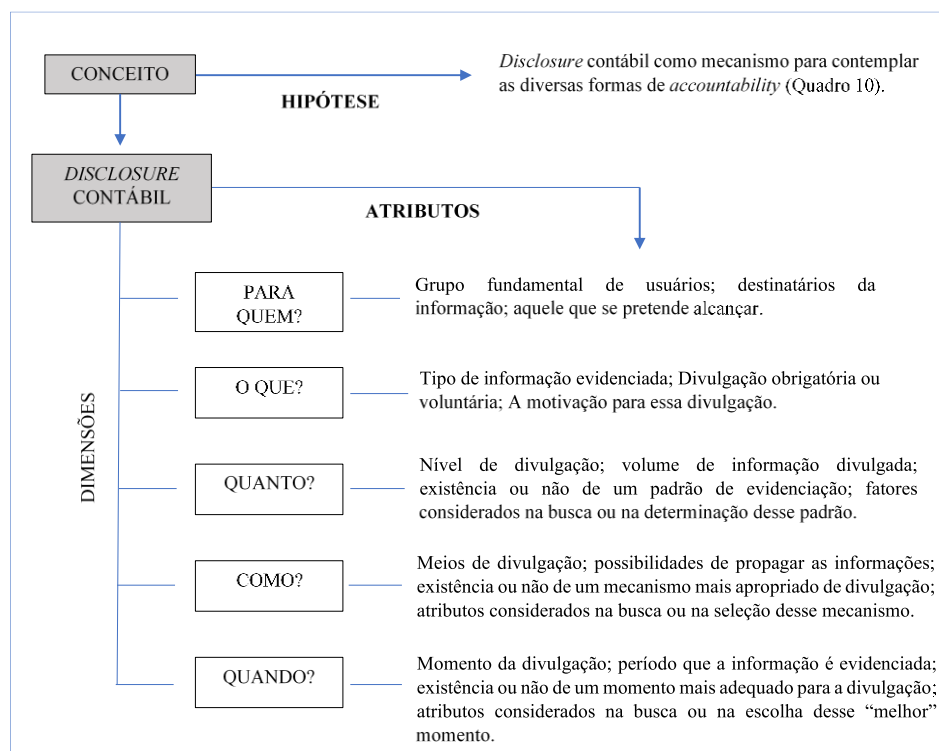 CONCEITO
Disclosure contábil como mecanismo para contemplar
as diversas formas de accountability (Quadro 10).
HIPÓTESE
DISCLOSURE
CONTÁBIL
ATRIBUTOS
DIMENSÕES
PARA
QUEM?
Grupo fundamental de usuários; destinatários da
informação; aquele que se pretende alcançar.
O QUE?
Tipo de informação evidenciada; Divulgação obrigatória ou
voluntária; A motivação para essa divulgação.
QUANTO?
Nível de divulgação; volume de informação divulgada;
existência ou não de um padrão de evidenciação; fatores
considerados na busca ou na determinação desse padrão.
COMO?
Meios de divulgação; possibilidades de propagar as informações;
existência ou não de um mecanismo mais apropriado de divulgação;
atributos considerados na busca ou na seleção desse mecanismo.
QUANDO?
Momento da divulgação; período que a informação é evidenciada;
existência ou não de um momento mais adequado para a divulgação;
atributos considerados na busca ou na escolha desse “melhor”
momento.